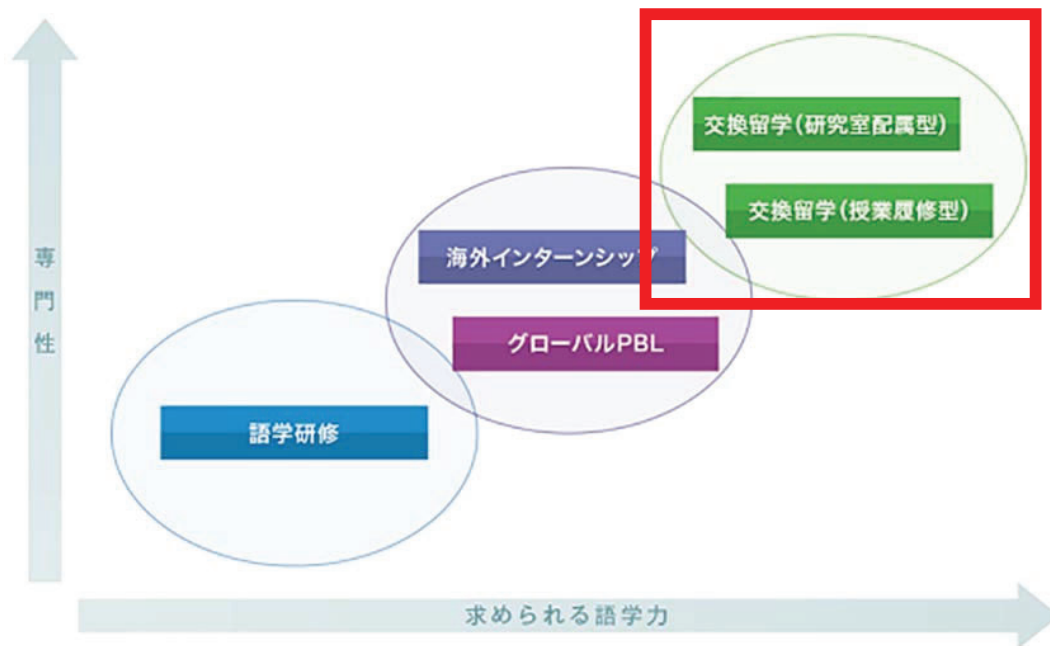 交換留学(研究室配属型)
交換留学(授業履修型)
海外インターンシップ
グローバルPBL
語学研修
専門性
求められる語学力